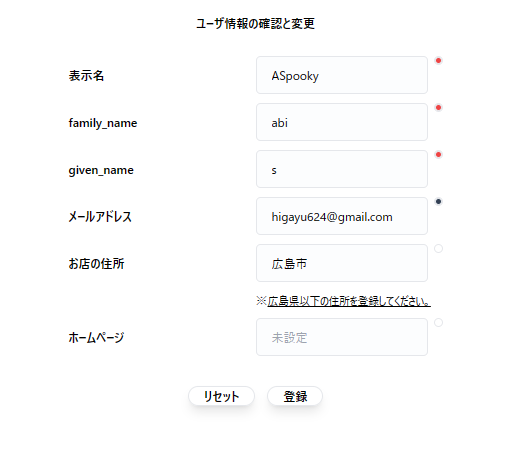 ユーザ情報の確認と変更
表示名 ASpooky
family_name abi
given_name s
メールアドレス higayu624@gmail.com
お店の住所 広島市
※広島県以下の住所を登録してください。
ホームページ 未設定
リセット 登録